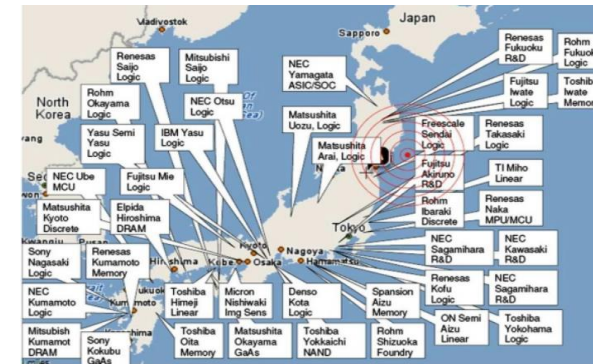 Vladivostok
Japan
Sapporo
Renesas
Saijo
Logic
Mitsubishi
Saijo
Logic
NEC
Yamagata
ASIC/SOC
Renesas
Fukuoku
R&D
Rohm
Fukuok
Logic
Rohm
Okayama
Logic
NEC Otsu
Logic
Fujitsu
Iwate
Logic
Toshib
Iwate
Memor
North
Korea
Yasu Semi
Yasu
Logic
IBM Yasu
Logic
Matsushita
Uozu, Logic
Matsushita
Arai, Logic
Freescale
Sendai
Logic
Renesas
Takasaki
Logic
yang
NEC Ube
MCU
Fujitsu Mie
Logic
Fujitsu
Akiruno
R&D
TI Miho
Linear
Matsushita
Kyoto
Discrete
Elpida
Hiroshima
DRAM
Rohm
Ibaraki
Discrete
Renesas
Naka
MPU/MCU
Tokyo
Kyoto
Nagoya
Kobe
Osaka
Hamamatsu
NEC
Sagamihara
R&D
NEC
Kawasaki
R&D
Sony
Nagasaki
Logic
Renesas
Kumamoto
Memory
NEC
Kumamoto
Logic
Toshiba
Himeji
Linear
Micron
Nishiwaki
Img Sens
Denso
Kota
Logic
Spansion
Aizu
Memory
Renesas
Kofu
Logic
NEC
Sagamihara
R&D
Mitsubish
Kumamot
DRAM
Sony
Kokubu
GaAs
Toshiba
Oita
Memory
Matsushita
Okayama
GaAs
Toshiba
Yokkaichi
NAND
Rohm
Shizuoka
Foundry
ON Semi
Aizu
Linear
Toshiba
Yokohama
Logic